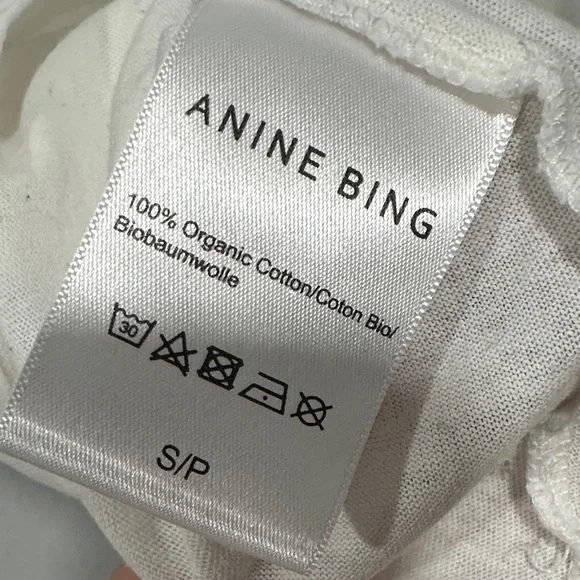 ANINE BING
100% Organic Cotton/Coton Bio/
Biobaumwolle
30
S/P